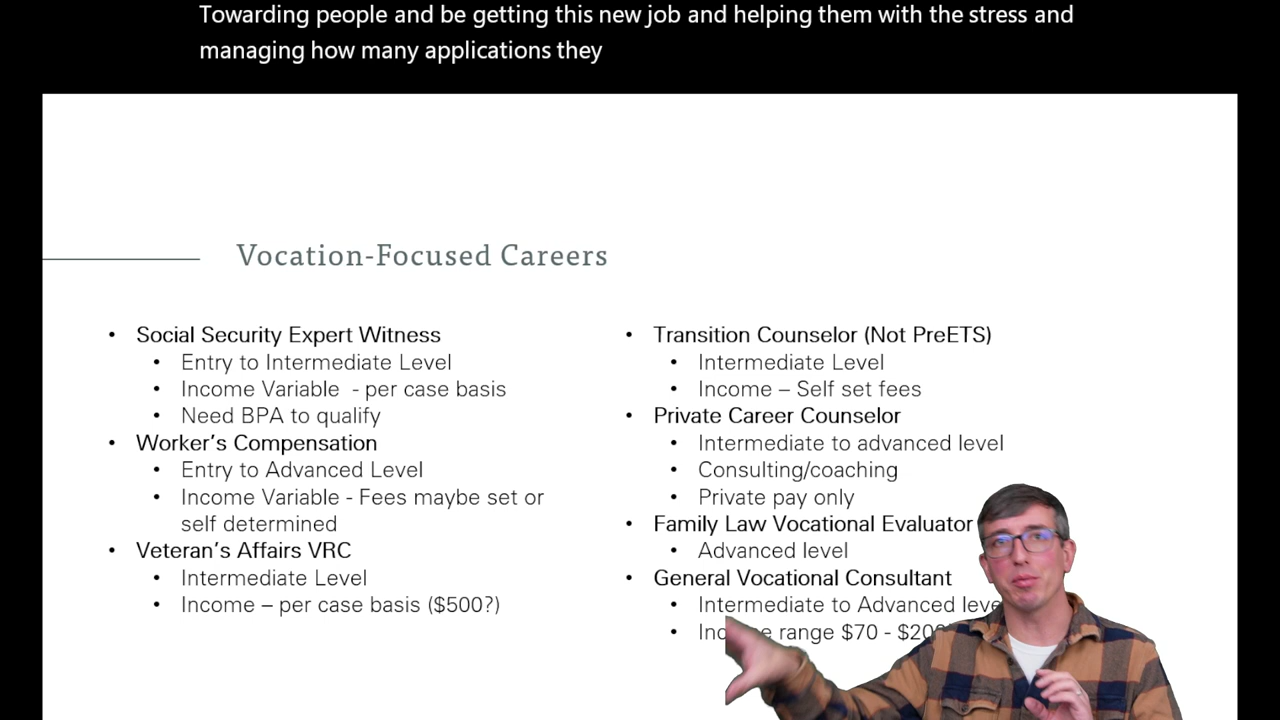 Towarding people and be getting this new job and helping them with the stress and
managing how many applications they
Vocation-Focused Careers
• Social Security Expert Witness
• Entry to Intermediate Level
• Income Variable - per case basis
• Need BPA to qualify
• Worker's Compensation
• Entry to Advanced Level
• Income Variable - Fees maybe set or
self determined
• Veteran's Affairs VRC
• Intermediate Level
• Income – per case basis ($500?)
• Transition Counselor (Not PreETS)
• Intermediate Level
• Income – Self set fees
• Private Career Counselor
• Intermediate to advanced level
• Consulting/coaching
• Private pay only
• Family Law Vocational Evaluator
• Advanced level
• General Vocational Consultant
• Intermediate to Advanced
• range $70 -